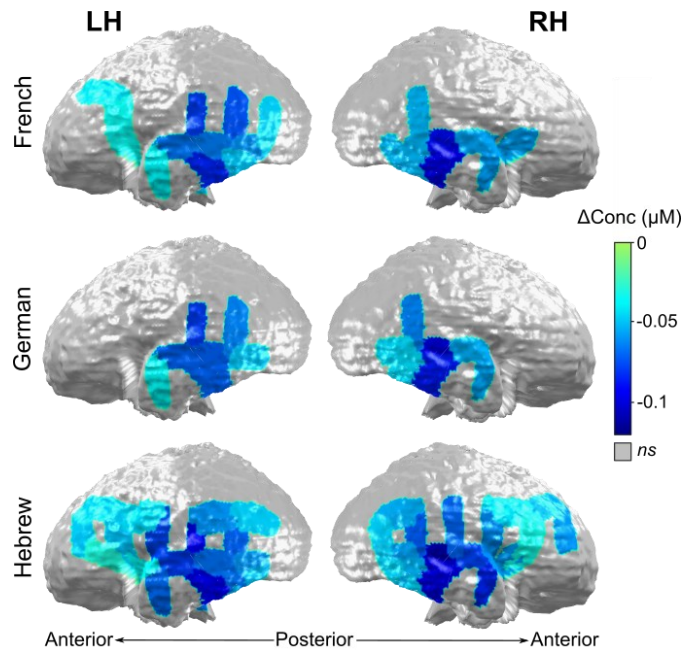 LH RH
French
German
Hebrew
ΔConc (μM)
0
-0.05
-0.1
ns
Anterior Posterior Anterior